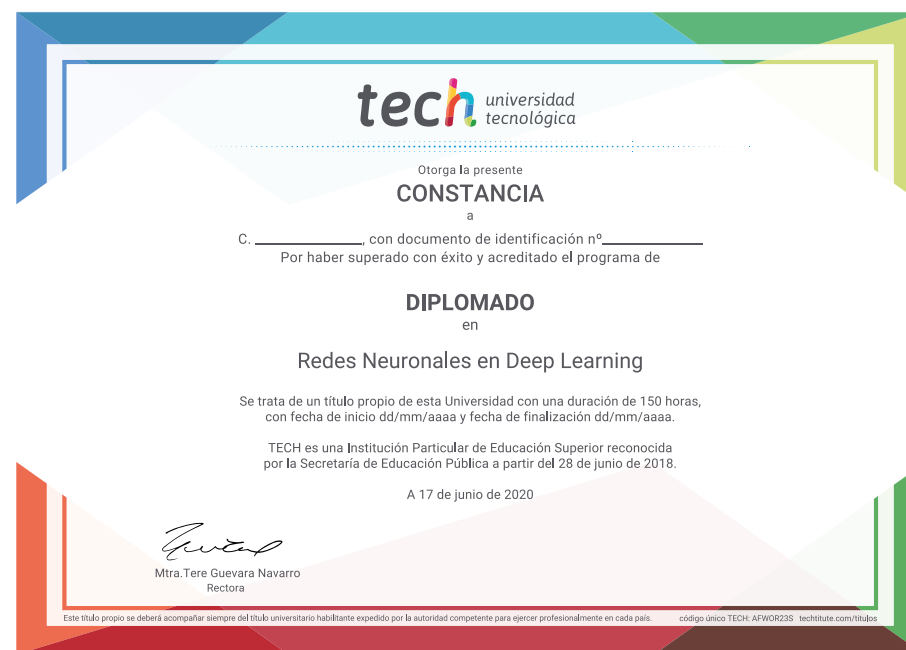 tech universidad
tecnológica
Otorga la presente
CONSTANCIA
a
C. ____________, con documento de identificación nº____________
Por haber superado con éxito y acreditado el programa de
DIPLOMADO
en
Redes Neuronales en Deep Learning
Se trata de un título propio de esta Universidad con una duración de 150 horas,
con fecha de inicio dd/mm/aaaa y fecha de finalización dd/mm/aaaa.
TECH es una Institución Particular de Educación Superior reconocida
por la Secretaría de Educación Pública a partir del 28 de junio de 2018.
A 17 de junio de 2020
Mtra.Tere Guevara Navarro
Rectora
Este título propio se deberá acompañar siempre del título universitario habilitante expedido por la autoridad competente para ejercer profesionalmente en cada país. código único TECH: AFWOR23S techtitute.com/titulos